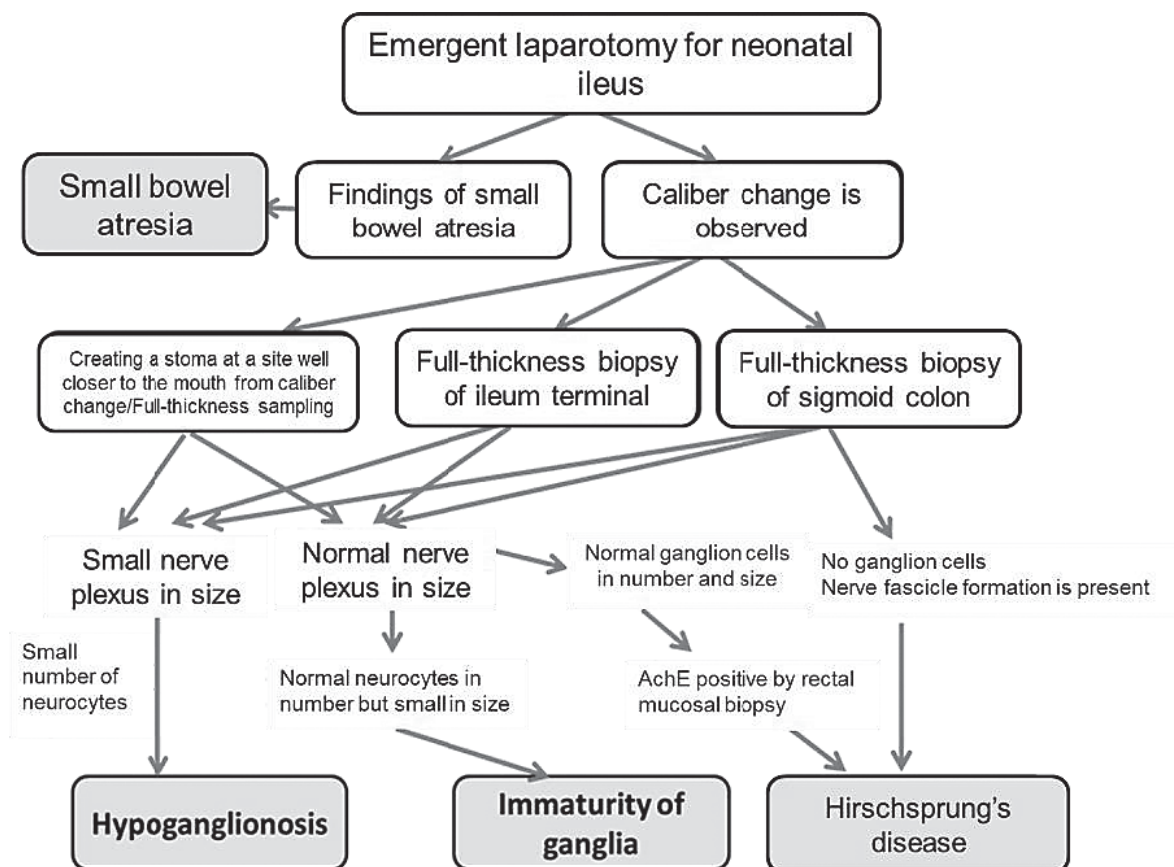 Emergent laparotomy for neonatal
ileus
Small bowel
atresia
Findings of small
bowel atresia
Caliber change is
observed
Creating a stoma at a site well
closer to the mouth from caliber
change/Full-thickness sampling
Full-thickness biopsy
of ileum terminal
Full-thickness biopsy
of sigmoid colon
Small nerve
plexus in size
Normal nerve
plexus in size
Normal ganglion cells
in number and size
No ganglion cells
Nerve fascicle formation is present
Small
number of
neurocytes
Normal neurocytes in
number but small in size
AchE positive by rectal
mucosal biopsy
Hypoganglionosis
Immaturity of
ganglia
Hirschsprung's
disease